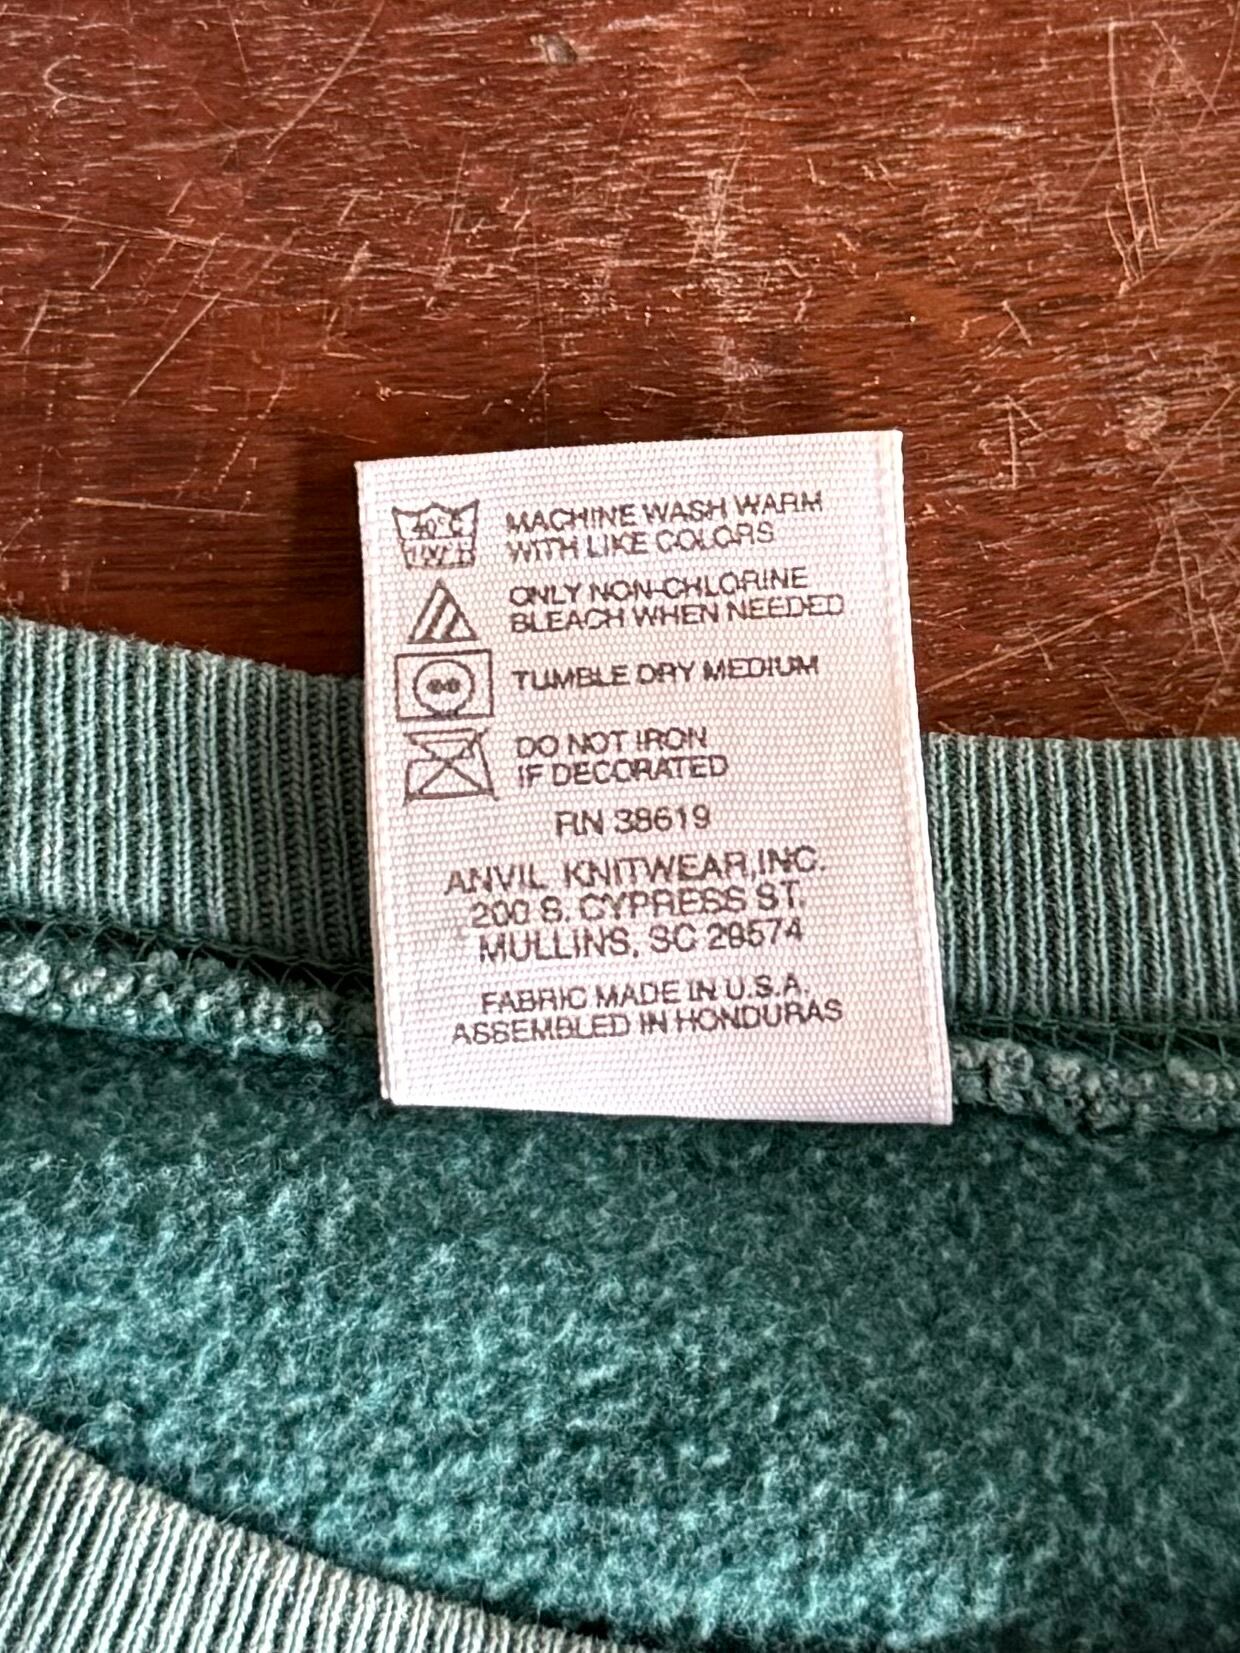 40°C
MACHINE WASH WARM
WITH LIKE COLORS
ONLY NON-CHLORINE
BLEACH WHEN NEEDED
TUMBLE DRY MEDIUM
DO NOT IRON
IF DECORATED
RN 38619
ANVIL KNITWEAR, INC.
200 S. CYPRESS ST.
MULLINS, SC 29574
FABRIC MADE IN U.S.A.
ASSEMBLED IN HONDURAS